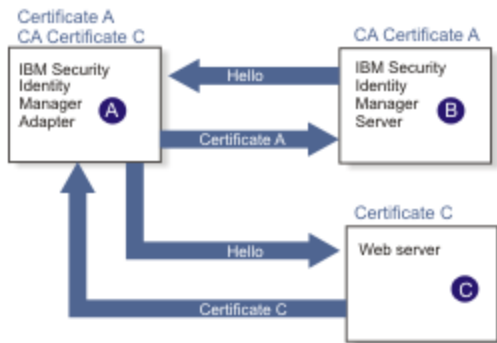 Certificate A
CA Certificate C
CA Certificate A
IBM Security
Identity
Manager
Adapter
A
Hello
IBM Security
Identity
Manager
Server
B
Certificate A
Certificate C
Hello
Web server
C
Certificate C